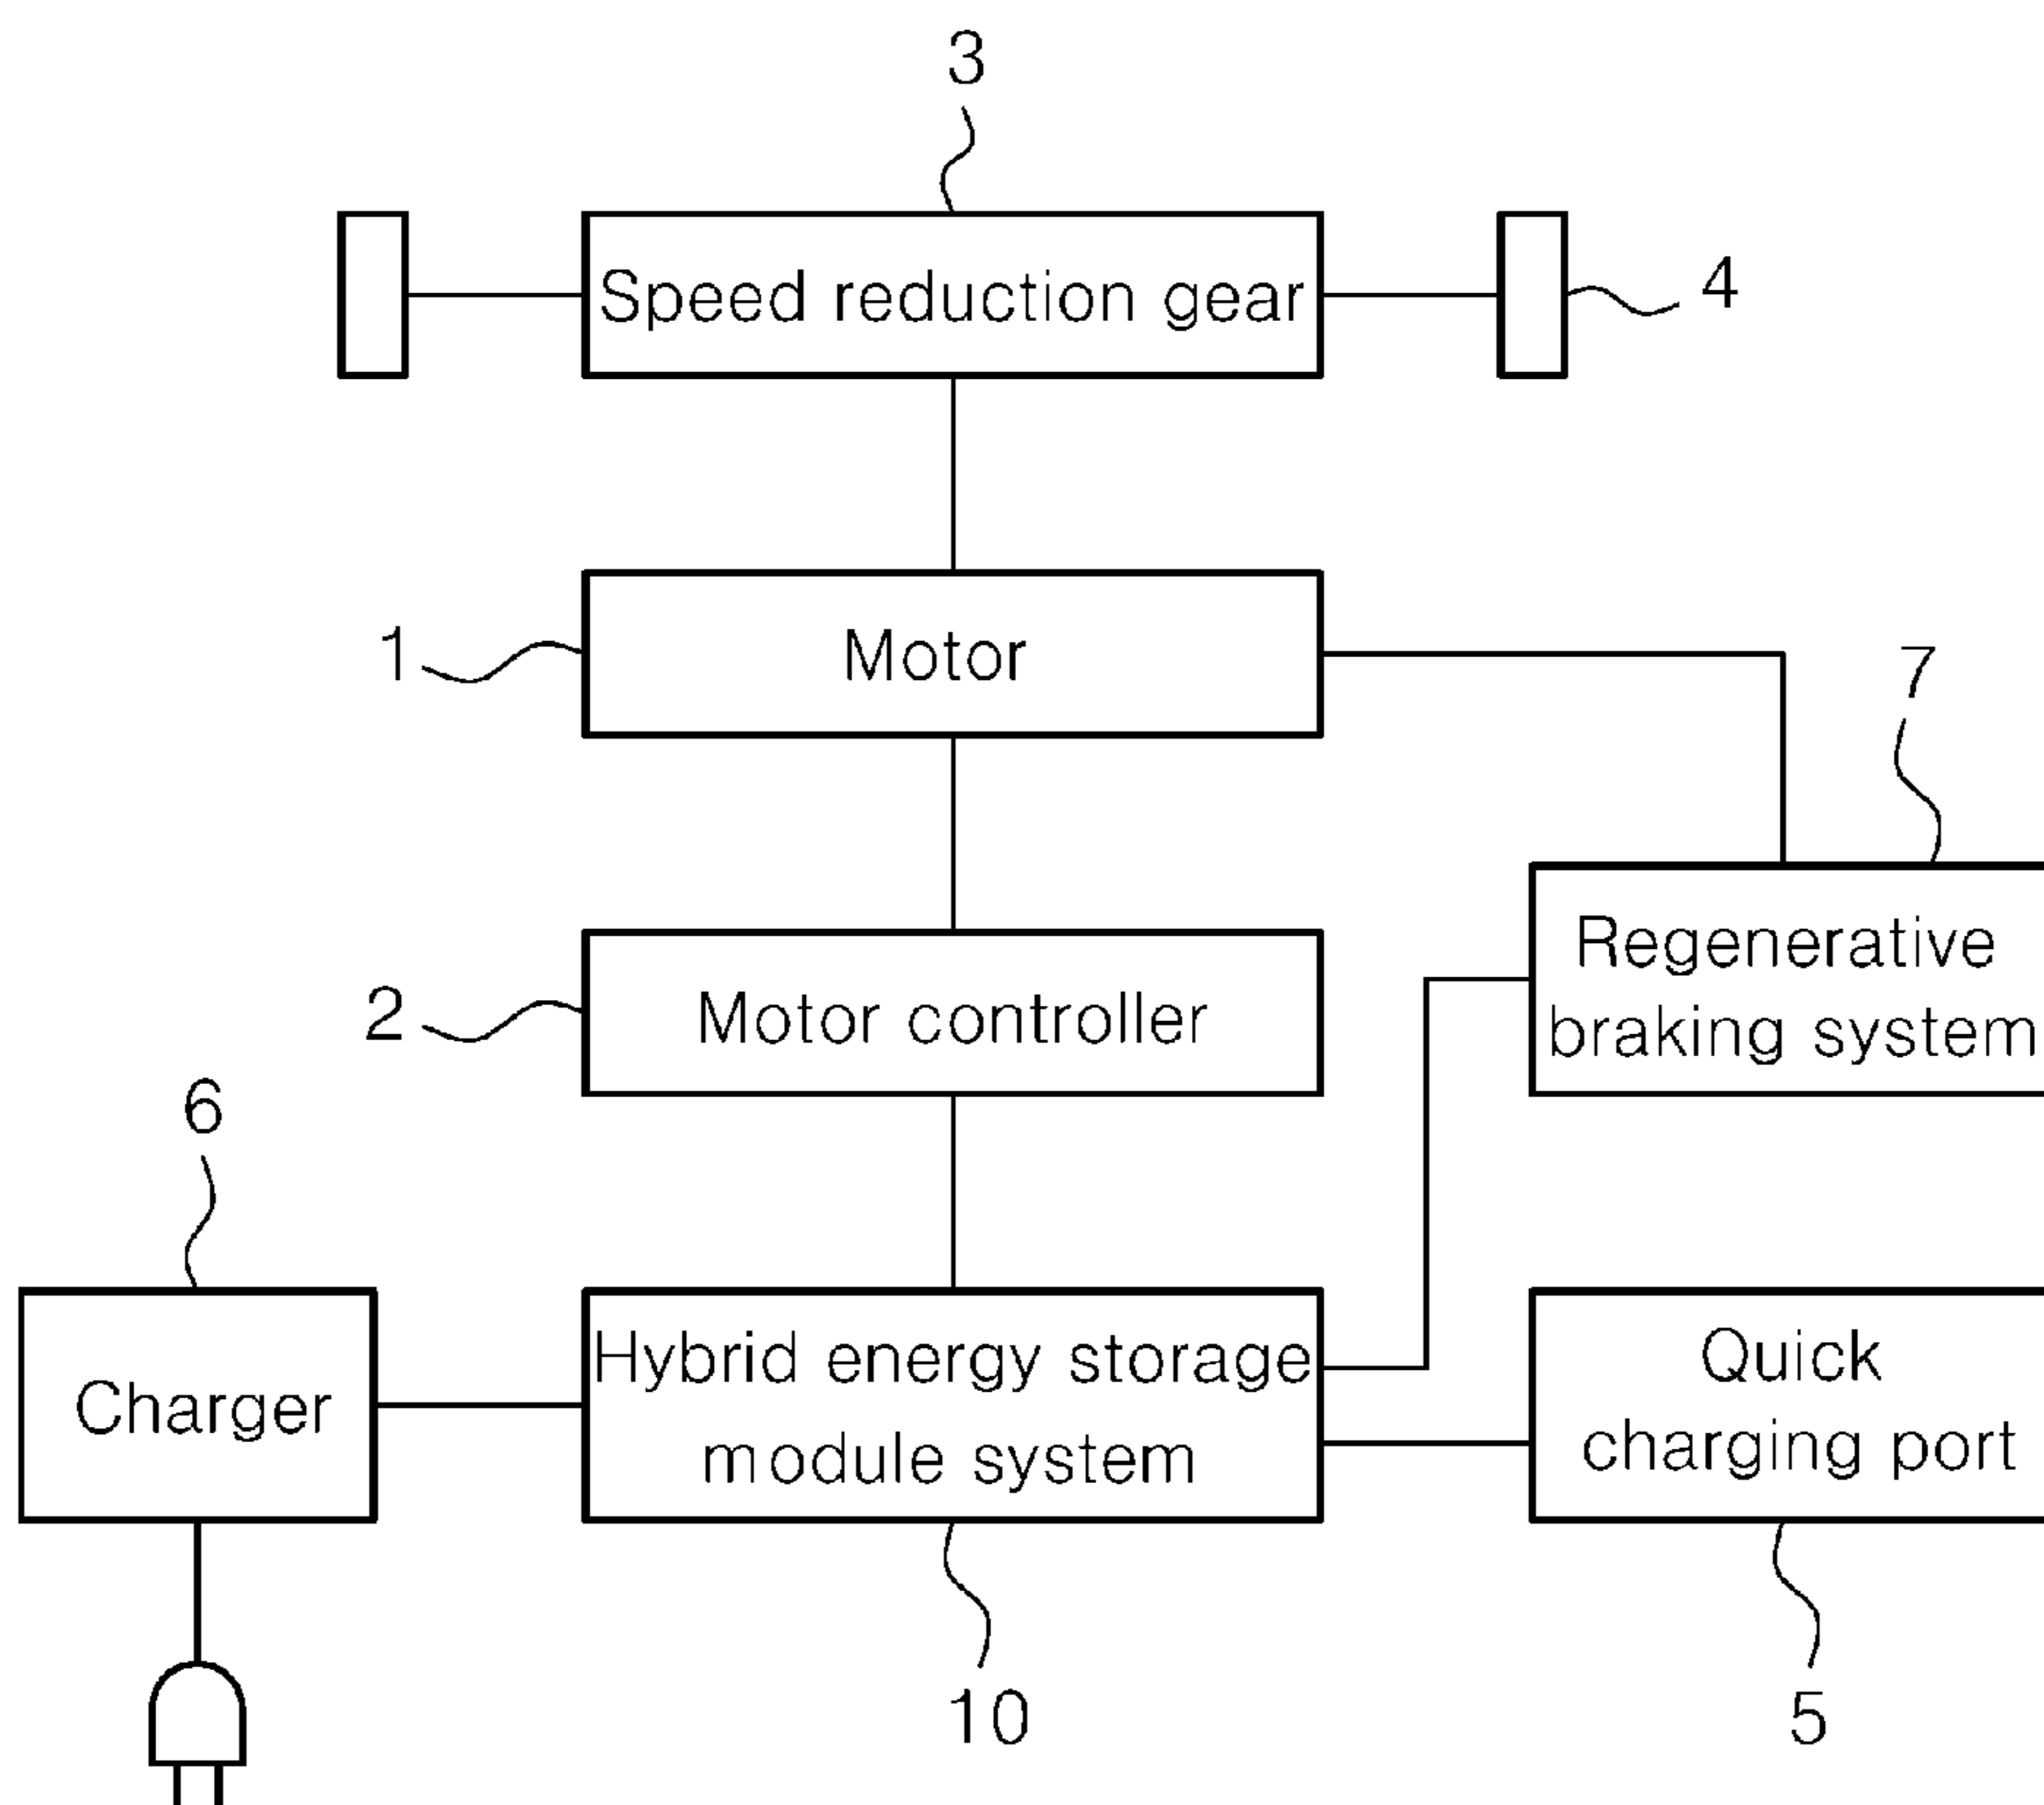 3
Speed reduction gear
4
1
Motor
7
2
Motor controller
Regenerative
braking system
6
Charger
Hybrid energy storage
module system
Quick
charging port
10
5